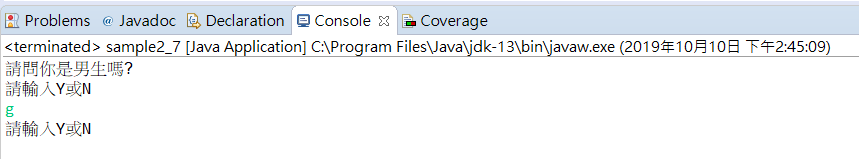 Problems @ Javadoc Declaration Console Coverage
<terminated> sample2_7 [Java Application] C:\Program Files\Java\jdk-13\bin\javaw.exe (2019年10月10日 下午2:45:09)
請問你是男生嗎?
請輸入Y或N
g
請輸入Y或N